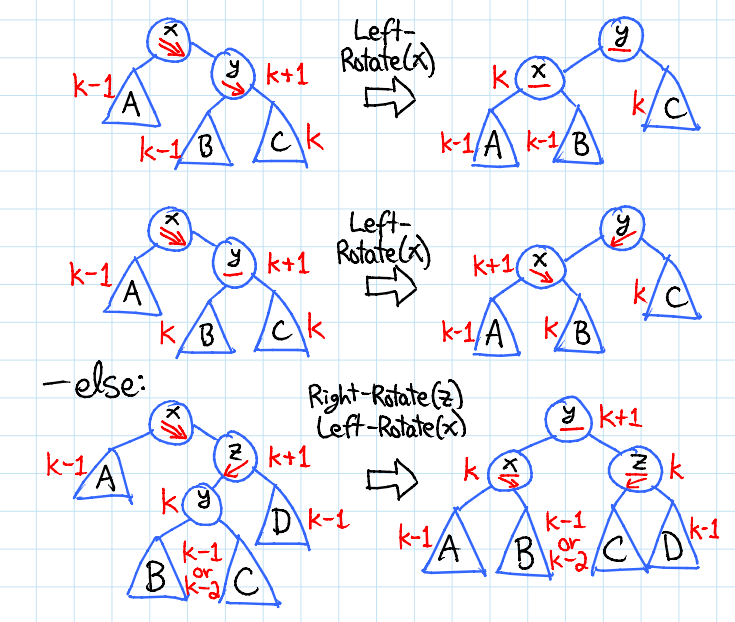 x
Left-
Rotate(x)
y
k-1
A
y
k+1
k
x
k
C
k-1
B
C
k
k-1
A
k-1
B
x
Left-
Rotate(x)
y
k-1
A
y
k+1
k+1
x
k
C
k
B
C
k
k-1
A
k
B
-else:
x
Right-Rotate(z)
Left-Rotate(x)
y
k+1
k-1
A
z
k+1
k
x
z
k
k
y
D
k-1
k-1
A
B
k-1
or
k-2
C
D
k-1
B
k-1
or
k-2
C